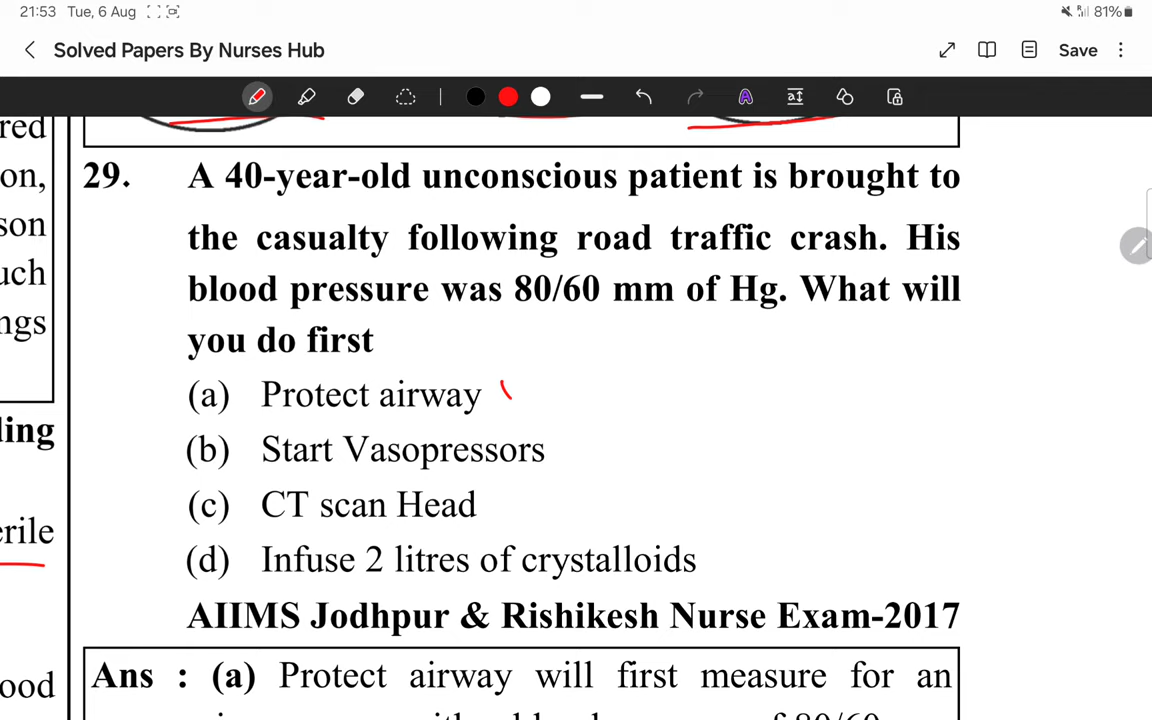 21:53 Tue, 6 Aug
81%
Solved Papers By Nurses Hub
Save
red
on,
29. A 40-year-old unconscious patient is brought to
son
the casualty following road traffic crash. His
uch
blood pressure was 80/60 mm of Hg. What will
ngs
you do first
(a) Protect airway
ding
(b) Start Vasopressors
(c) CT scan Head
erile
(d) Infuse 2 litres of crystalloids
AIIMS Jodhpur & Rishikesh Nurse Exam-2017
ood
Ans : (a) Protect airway will first measure for an